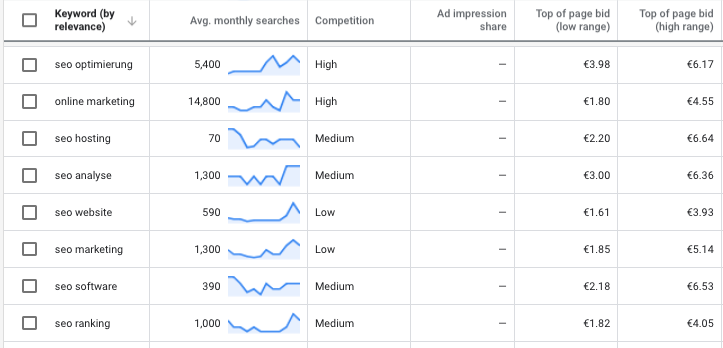 Keyword (by relevance) ↓ Avg. monthly searches Competition Ad impression share Top of page bid (low range) Top of page bid (high range)
seo optimierung 5,400 High – €3.98 €6.17
online marketing 14,800 High – €1.80 €4.55
seo hosting 70 Medium – €2.20 €6.64
seo analyse 1,300 Medium – €3.00 €6.36
seo website 590 Low – €1.61 €3.93
seo marketing 1,300 Low – €1.85 €5.14
seo software 390 Medium – €2.18 €6.53
seo ranking 1,000 Medium – €1.82 €4.05